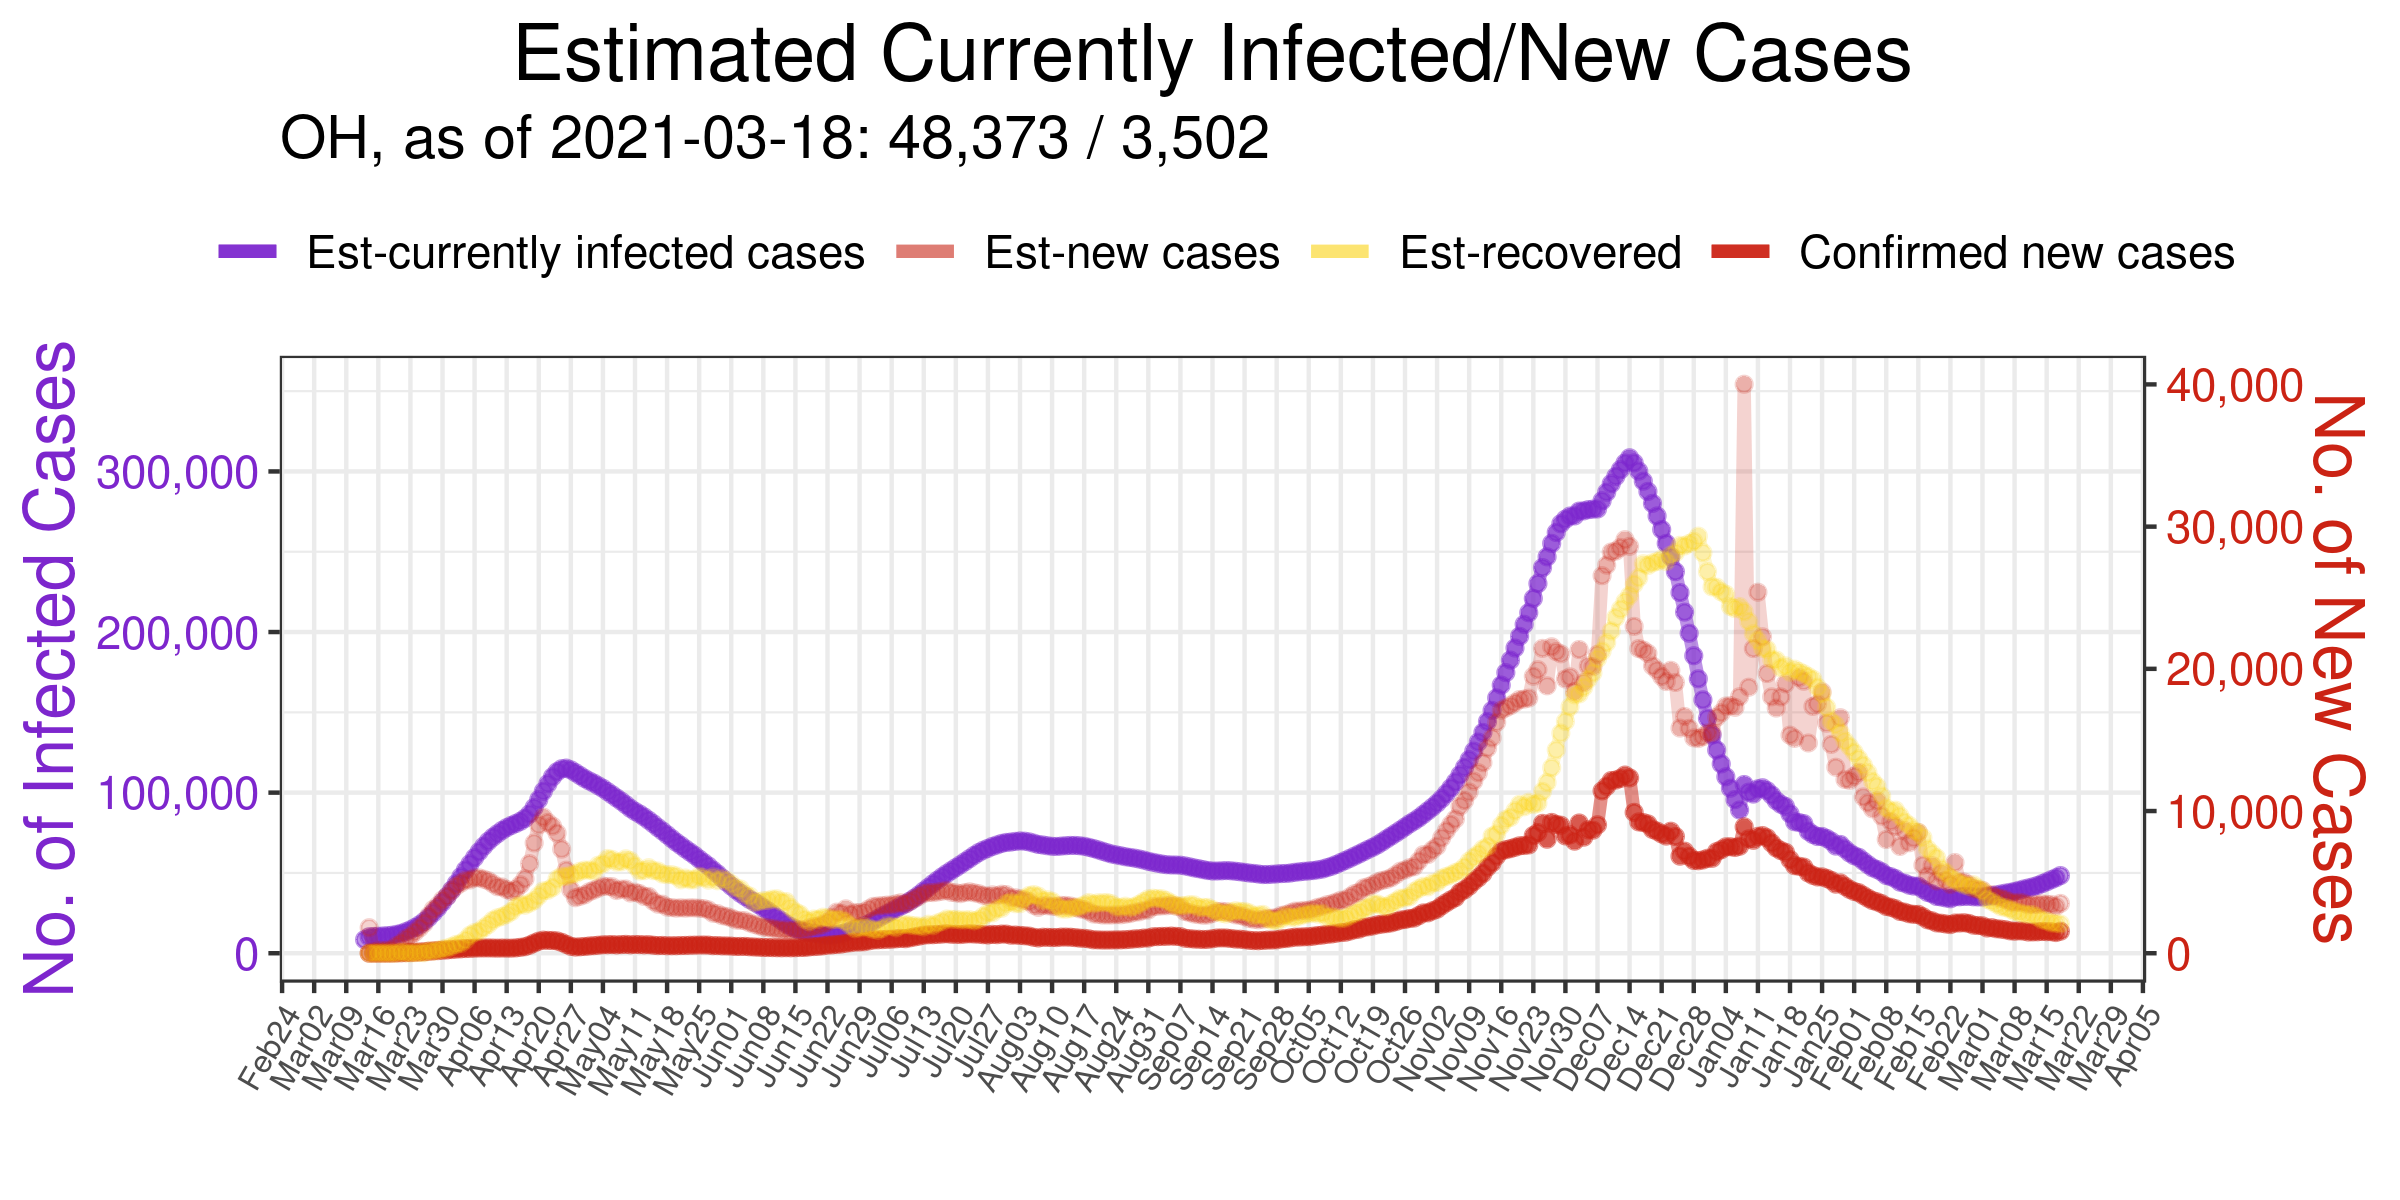 Estimated Currently Infected/New Cases
OH, as of 2021-03-18: 48,373 / 3,502
Est-currently infected cases
Est-new cases
Est-recovered
Confirmed new cases
No. of Infected Cases
300,000
200,000
100,000
0
40,000
30,000
20,000
10,000
0
No. of New Cases
Feb24
Mar02
Mar09
Mar16
Mar23
Mar30
Apr06
Apr13
Apr20
Apr27
May04
May11
May18
May25
Jun01
Jun08
Jun15
Jun22
Jun29
Jul06
Jul13
Jul20
Jul27
Aug03
Aug10
Aug17
Aug24
Aug31
Sep07
Sep14
Sep21
Sep28
Oct05
Oct12
Oct19
Oct26
Nov02
Nov09
Nov16
Nov23
Nov30
Dec07
Dec14
Dec21
Dec28
Jan04
Jan11
Jan18
Jan25
Feb01
Feb08
Feb15
Feb22
Mar01
Mar08
Mar15
Mar22
Mar29
Apr05